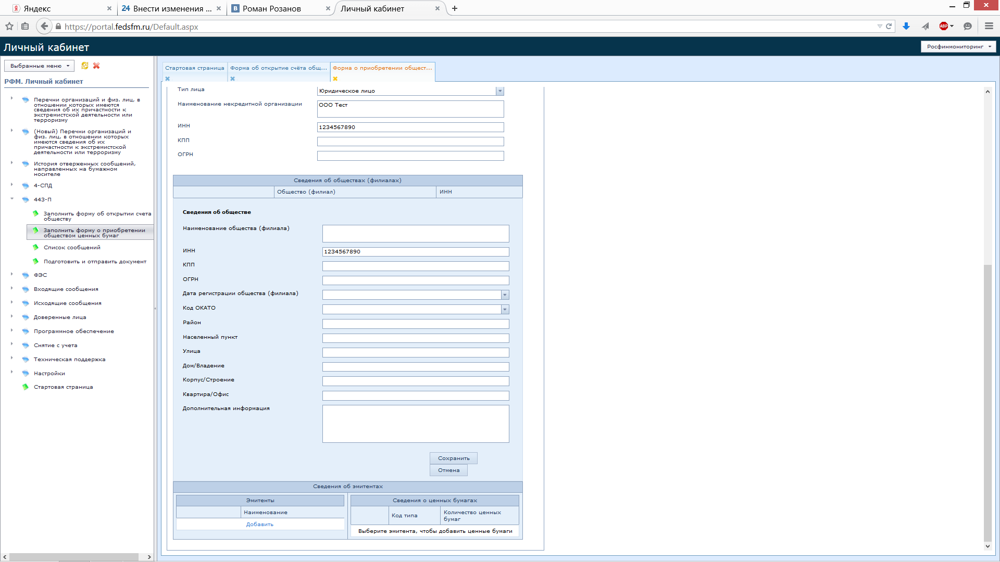 Яндекс
24 Внести изменения ...
B Роман Розанов
Личный кабинет
https://portal.fedsfm.ru/Default.aspx
ABP
Личный кабинет
Росфинмониторинг
Выбранные меню
РФМ. Личный кабинет
Перечни организаций и физ. лиц, в
отношении которых имеются
сведения об их причастности к
экстремистской деятельности или
терроризму
(Новый) Перечни организаций и
физ. лиц, в отношении которых
имеются сведения об их
причастности к экстремистской
деятельности или терроризму
История отверженных сообщений,
направленных на бумажном
носителе
4-СПД
443-П
Заполнить форму об открытии счета
обществу
Заполнить форму о приобретении
обществом ценных бумаг
Список сообщений
Подготовить и отправить документ
ФЭС
Входящие сообщения
Исходящие сообщения
Доверенные лица
Программное обеспечение
Снятие с учета
Техническая поддержка
Настройки
Стартовая страница
Стартовая страница
Форма об открытие счёта общ...
Форма о приобретении общест...
Тип лица
Юридическое лицо
Наименование некредитной организации
ООО Тест
ИНН
1234567890
КПП
ОГРН
Сведения об обществах (филиалах)
Общество (филиал)
ИНН
Сведения об обществе
Наименование общества (филиала)
ИНН
1234567890
КПП
ОГРН
Дата регистрации общества (филиала)
Код ОКАТО
Район
Населенный пункт
Улица
Дом/Владение
Корпус/Строение
Квартира/Офис
Дополнительная информация
Сохранить
Отмена
Сведения об эмитентах
Эмитенты
Наименование
Добавить
Сведения о ценных бумагах
Код типа
Количество ценных
бумаг
Выберите эмитента, чтобы добавить ценные бумаги